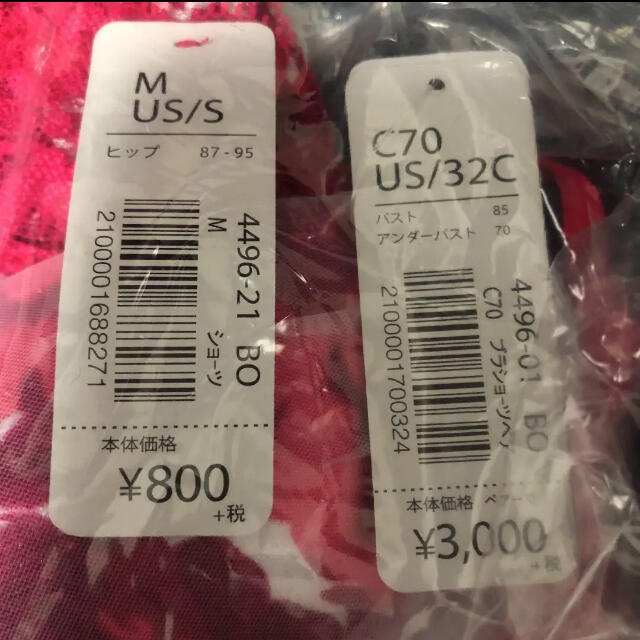 M
US/S
ヒップ 87-95
4496-21 BO
M ショーツ
2100001688271
本体価格
¥800
+税
C70
US/32C
バスト 85
アンダーバスト 70
4496-01 BO
C70 ブラショーツペア
2100001700324
本体価格
¥3,000
+税